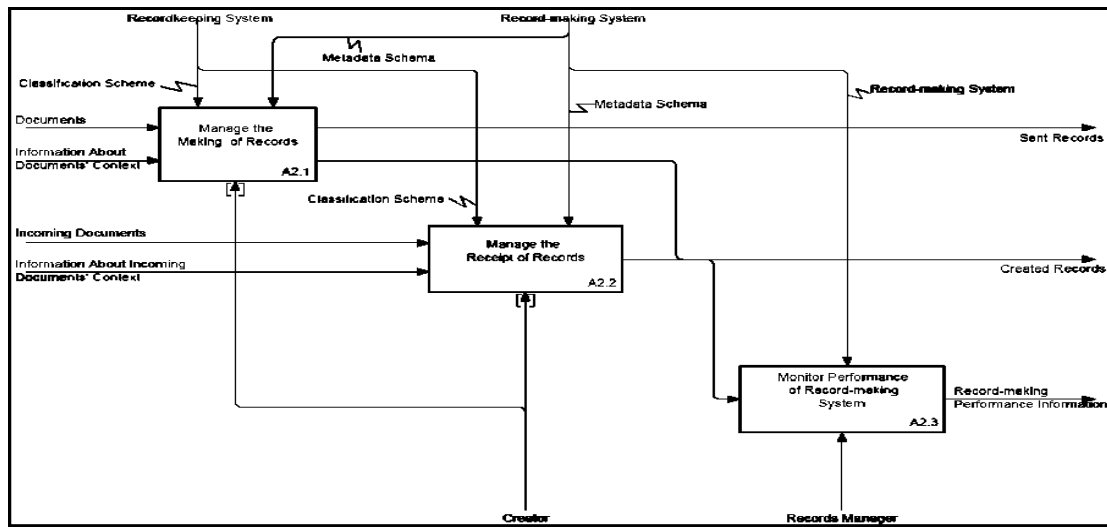 Recordkeeping System
Record-making System
Metadata Schema
Classification Scheme
Record-making System
Metadata Schema
Documents
Manage the
Making of Records
A2.1
Sent Records
Information About
Documents' Context
Classification Scheme
Incoming Documents
Manage the
Receipt of Records
A2.2
Information About Incoming
Documents' Context
Created Records
Monitor Performance
of Record-making
System
A2.3
Record-making
Performance Information
Creator
Records Manager